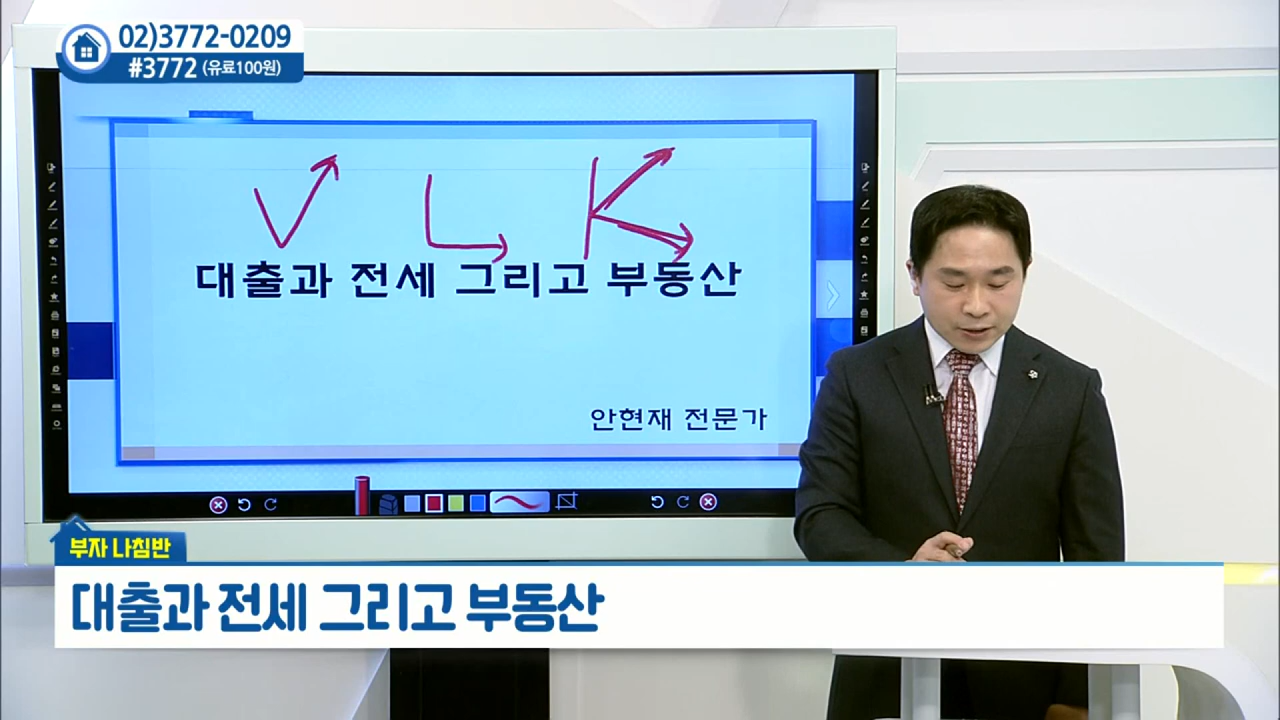 02)3772-0209
#3772 (유료100원)
V L K
대출과 전세 그리고 부동산
안현재 전문가
부자 나침반
대출과 전세 그리고 부동산